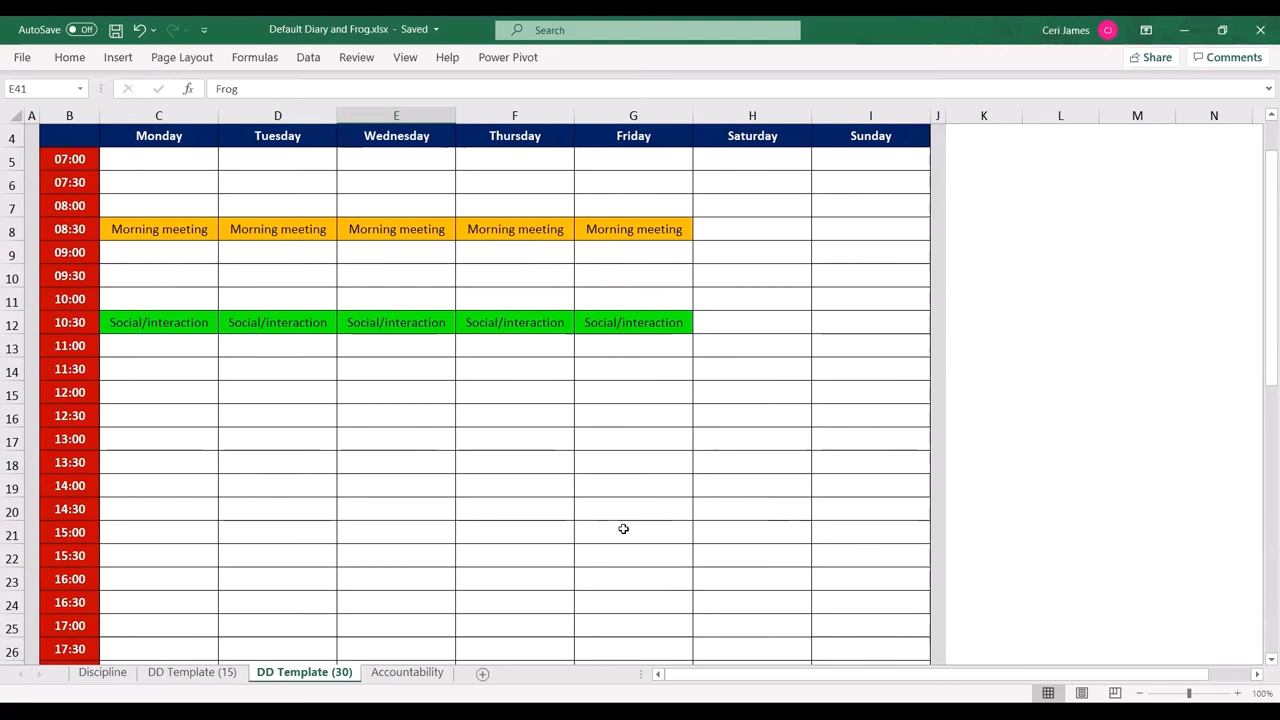 AutoSave Off Default Diary and Frog.xlsx - Saved Search Ceri James CJ
File Home Insert Page Layout Formulas Data Review View Help Power Pivot Share Comments
E41 fx Frog
A B C D E F G H I J K L M N
4 Monday Tuesday Wednesday Thursday Friday Saturday Sunday
5 07:00
6 07:30
7 08:00
8 08:30 Morning meeting Morning meeting Morning meeting Morning meeting Morning meeting
9 09:00
10 09:30
11 10:00
12 10:30 Social/interaction Social/interaction Social/interaction Social/interaction Social/interaction
13 11:00
14 11:30
15 12:00
16 12:30
17 13:00
18 13:30
19 14:00
20 14:30
21 15:00
22 15:30
23 16:00
24 16:30
25 17:00
26 17:30
Discipline DD Template (15) DD Template (30) Accountability
100%